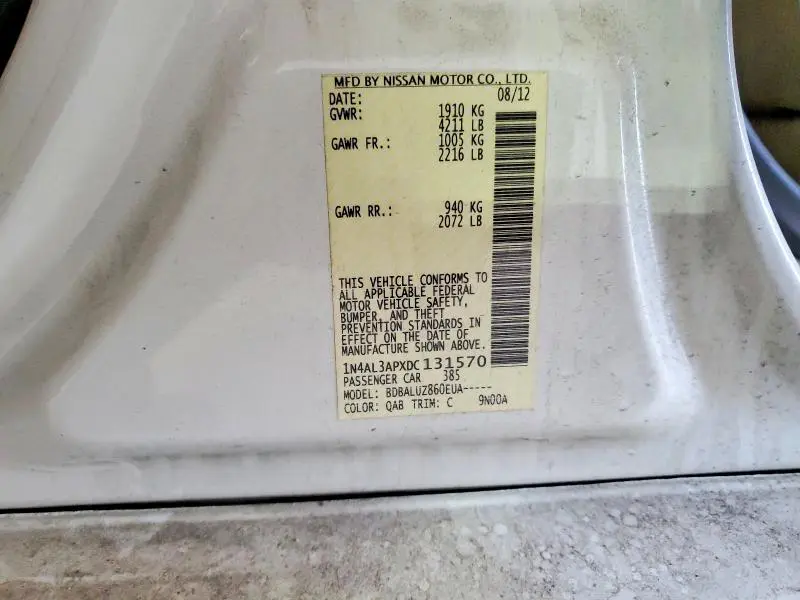 MFD BY NISSAN MOTOR CO., LTD.
DATE: 08/12
GVWR: 1910 KG
4211 LB
GAWR FR.: 1005 KG
2216 LB
GAWR RR.: 940 KG
2072 LB
THIS VEHICLE CONFORMS TO
ALL APPLICABLE FEDERAL
MOTOR VEHICLE SAFETY,
BUMPER, AND THEFT
PREVENTION STANDARDS IN
EFFECT ON THE DATE OF
MANUFACTURE SHOWN ABOVE.
1N4AL3APXDC131570
PASSENGER CAR 385
MODEL: BDBALUZ860EUA-----
COLOR: QAB TRIM: C 9N00A